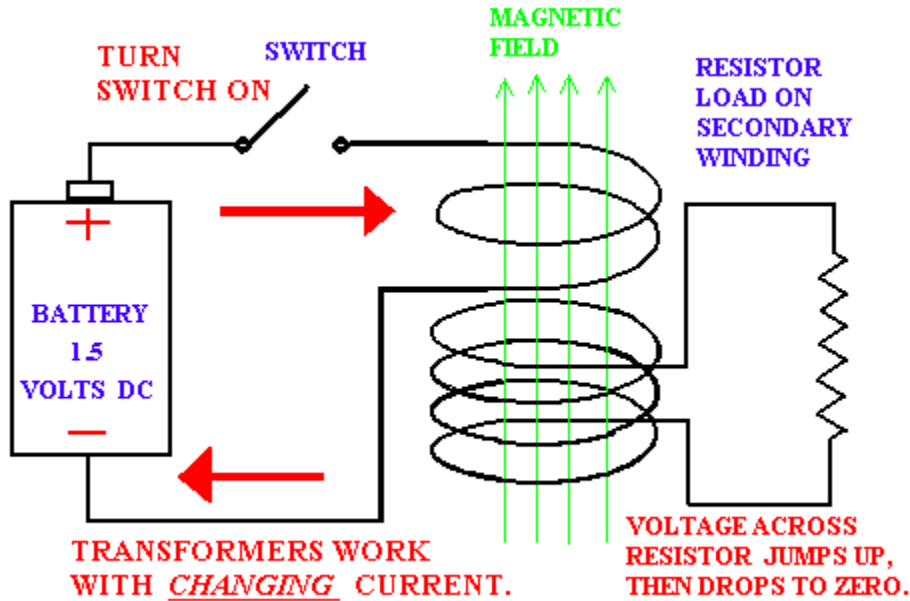 MAGNETIC
FIELD
TURN
SWITCH ON
SWITCH
RESISTOR
LOAD ON
SECONDARY
WINDING
+
BATTERY
1.5
VOLTS DC
−
TRANSFORMERS WORK
WITH CHANGING CURRENT.
VOLTAGE ACROSS
RESISTOR JUMPS UP,
THEN DROPS TO ZERO.